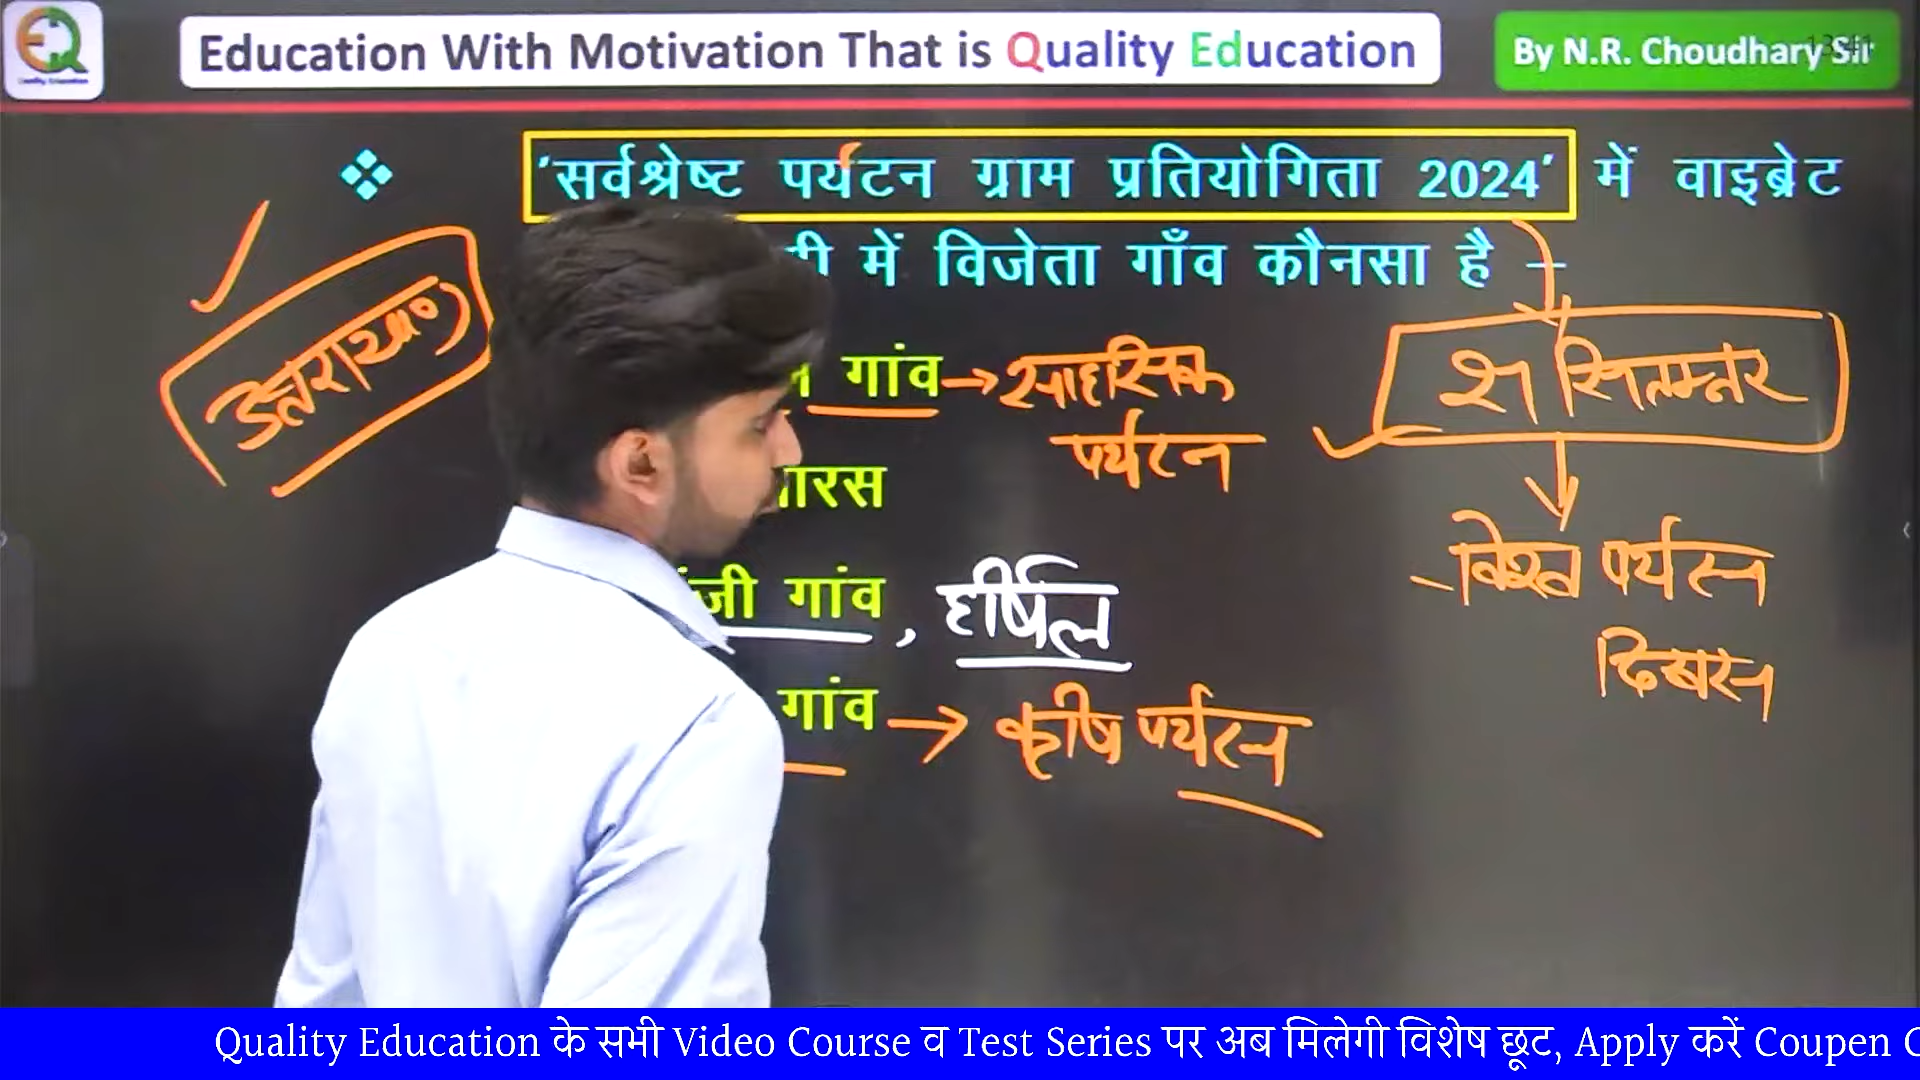 Education With Motivation That is Quality Education
By N.R. Choudhary Sir
'सर्वश्रेष्ट पर्यटन ग्राम प्रतियोगिता 2024' में वाइब्रेट
में विजेता गाँव कौनसा है –
गांव → साहसिक
पर्यटन
गांव , हर्षिल
गांव → कृषि पर्यटन
उत्तराखण्ड
27 सितम्बर
विश्व पर्यटन
दिवस
Quality Education के सभी Video Course व Test Series पर अब मिलेगी विशेष छूट, Apply करें Coupen